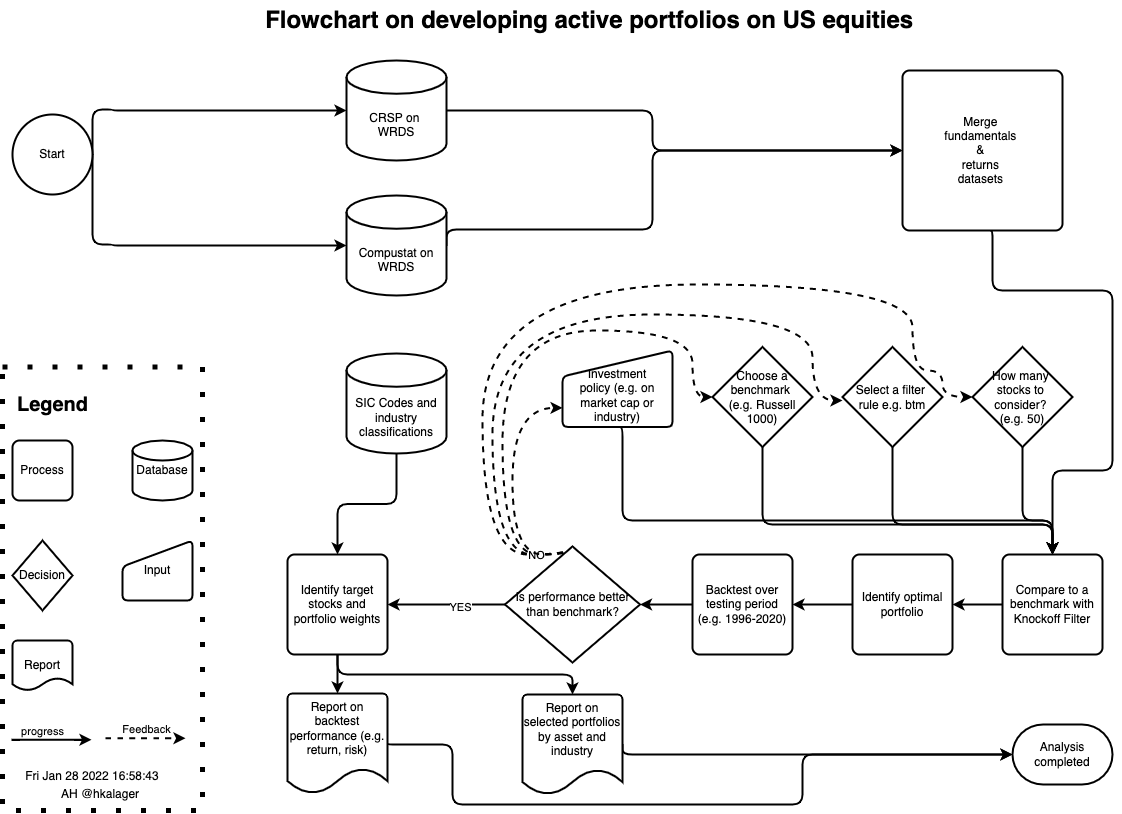 Flowchart on developing active portfolios on US equities
Start
CRSP on
WRDS
Compustat on
WRDS
Merge
fundamentals
&
returns
datasets
SIC Codes and
industry
classifications
Investment
policy (e.g. on
market cap or
industry)
Choose a
benchmark
(e.g. Russell
1000)
Select a filter
rule e.g. btm
How many
stocks to
consider?
(e.g. 50)
Legend
Process
Database
Decision
Input
Report
progress
Feedback
Fri Jan 28 2022 16:58:43
AH @hkalager
NO
Identify target
stocks and
portfolio weights
YES
Is performance better
than benchmark?
Backtest over
testing period
(e.g. 1996-2020)
Identify optimal
portfolio
Compare to a
benchmark with
Knockoff Filter
Report on
backtest
performance (e.g.
return, risk)
Report on
selected portfolios
by asset and
industry
Analysis
completed